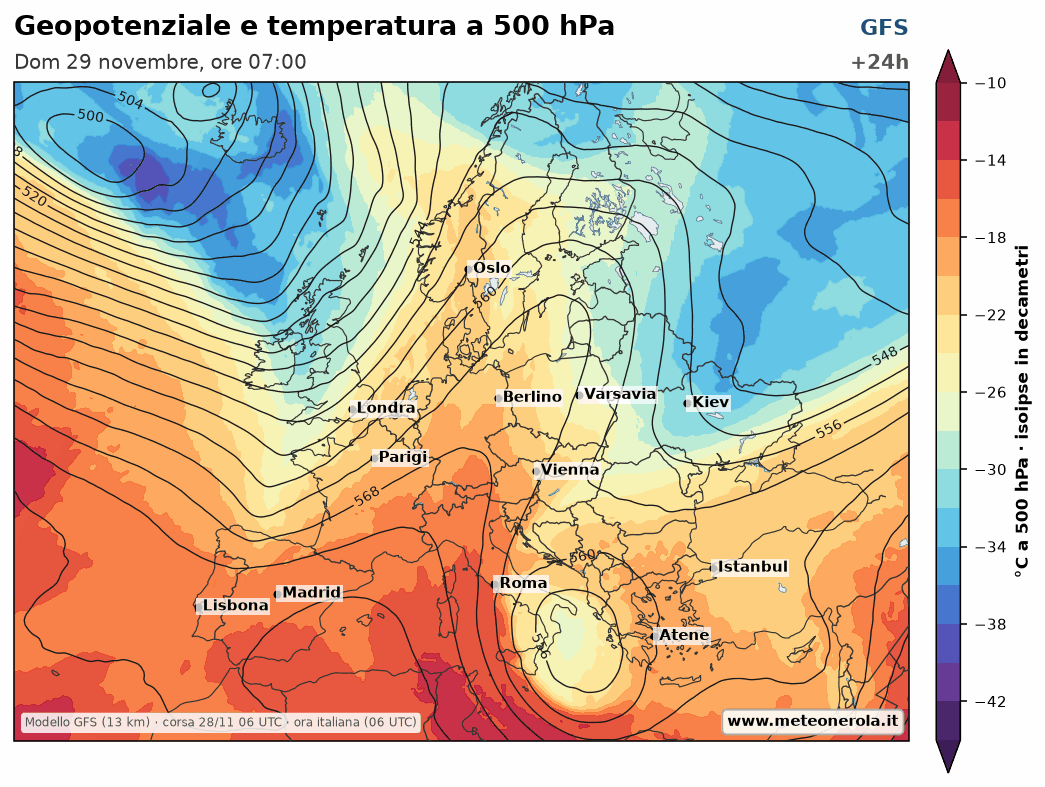 Geopotenziale e temperatura a 500 hPa
GFS
Dom 29 novembre, ore 07:00
+24h
504
500
520
560
548
556
568
560
Oslo
Londra
Berlino
Varsavia
Kiev
Parigi
Vienna
Roma
Istanbul
Madrid
Lisbona
Atene
−10
−14
−18
−22
−26
−30
−34
−38
−42
°C a 500 hPa · isoipse in decametri
Modello GFS (13 km) · corsa 28/11 06 UTC · ora italiana (06 UTC)
www.meteonerola.it